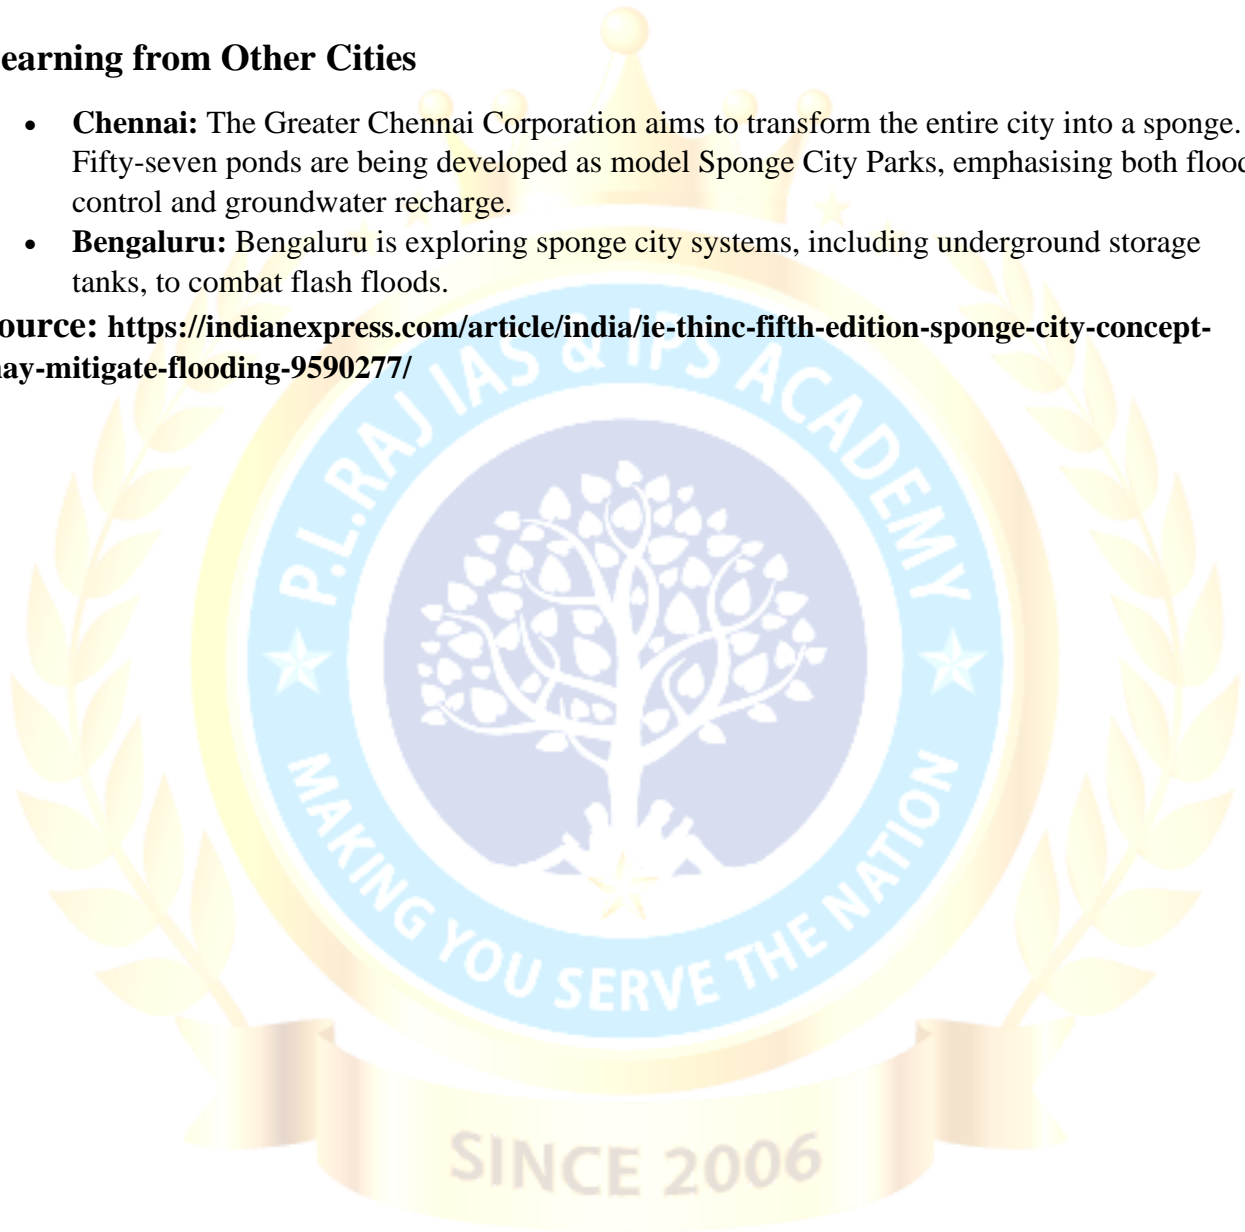 earning from Other Cities
• Chennai: The Greater Chennai Corporation aims to transform the entire city into a sponge.
Fifty-seven ponds are being developed as model Sponge City Parks, emphasising both flood
control and groundwater recharge.
• Bengaluru: Bengaluru is exploring sponge city systems, including underground storage
tanks, to combat flash floods.
ource: https://indianexpress.com/article/india/ie-thinc-fifth-edition-sponge-city-concept-
may-mitigate-flooding-9590277/
P.L.RAJ IAS & IPS ACADEMY
MAKING YOU SERVE THE NATION
SINCE 2006